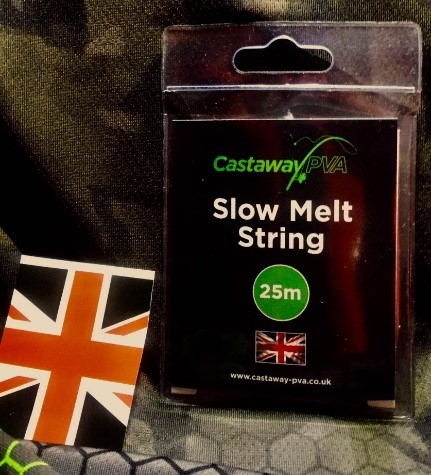 Castaway PVA
Slow Melt
String
25m
www.castaway-pva.co.uk